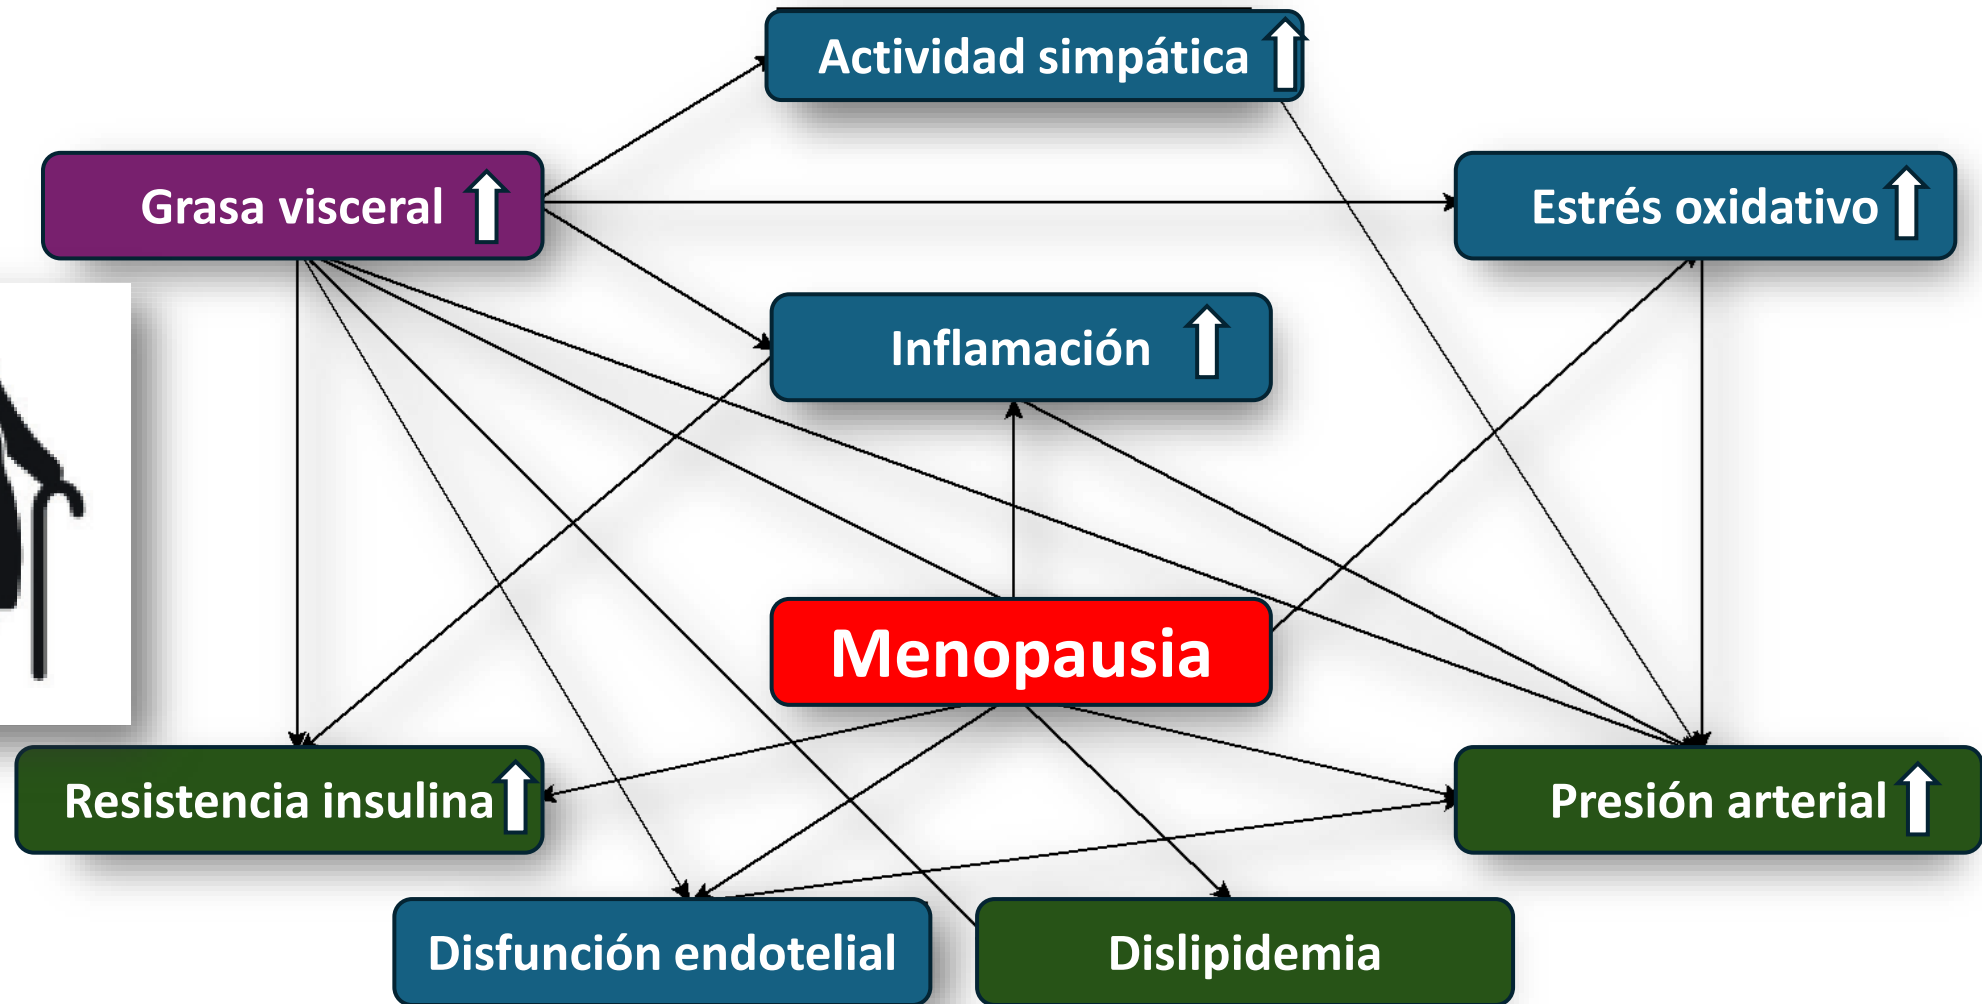 Actividad simpática
Grasa visceral
Estrés oxidativo
Inflamación
Menopausia
Resistencia insulina
Presión arterial
Disfunción endotelial
Dislipidemia